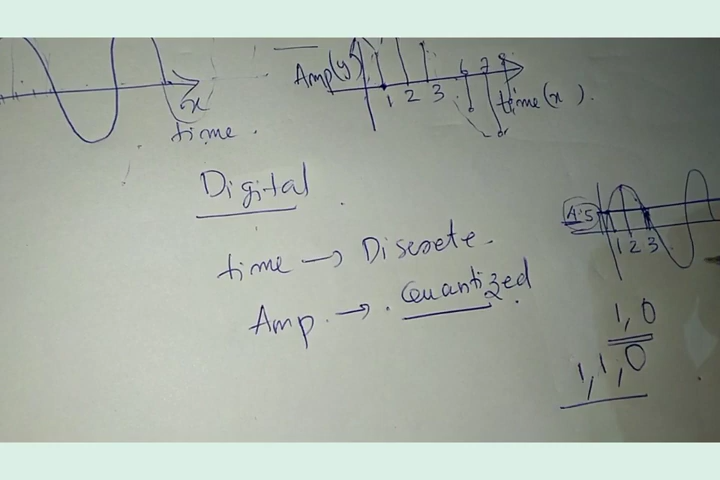 x
time.
Amp(y)
1 2 3 6 7 8
time(x).
Digital
time → Discrete.
Amp. → Quantized.
A.5
1 2 3
1,0
1,1,0